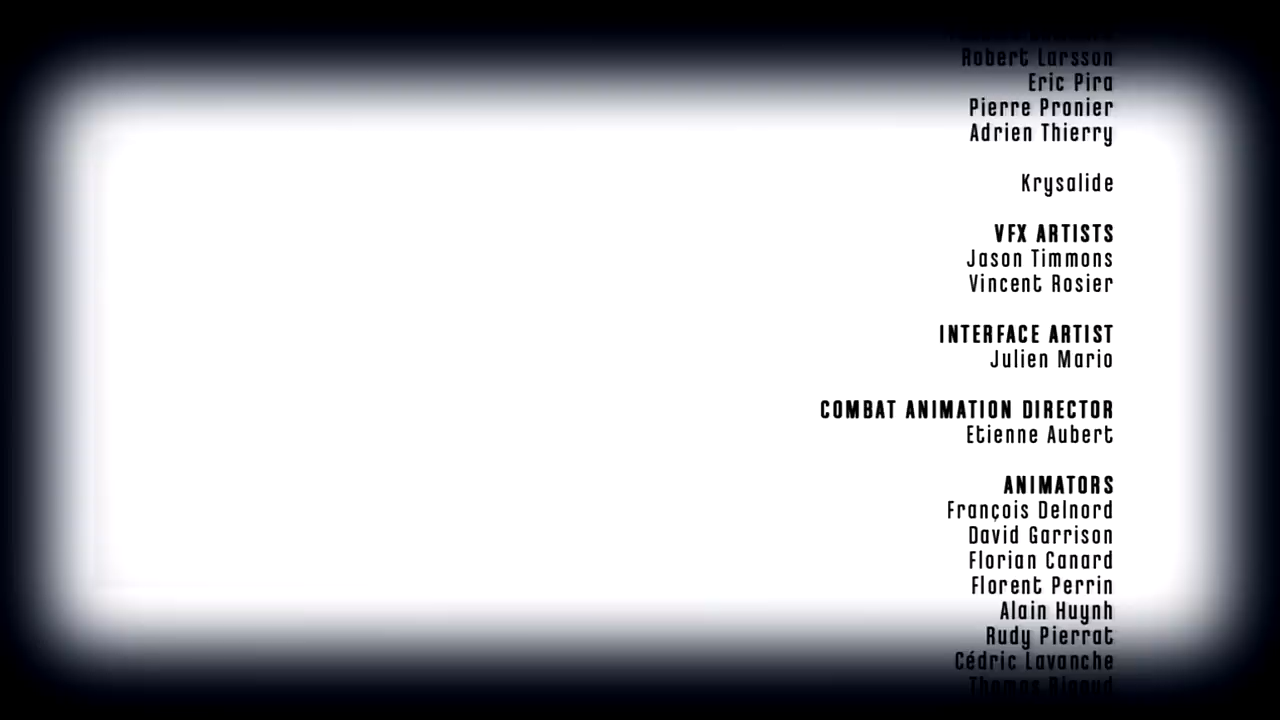 Robert Larsson
Eric Pira
Pierre Pronier
Adrien Thierry
Krysalide
VFX ARTISTS
Jason Timmons
Vincent Rosier
INTERFACE ARTIST
Julien Mario
COMBAT ANIMATION DIRECTOR
Etienne Aubert
ANIMATORS
François Delnord
David Garrison
Florian Canard
Florent Perrin
Alain Huynh
Rudy Pierrat
Cédric Lavanche
Thomas Rigaud